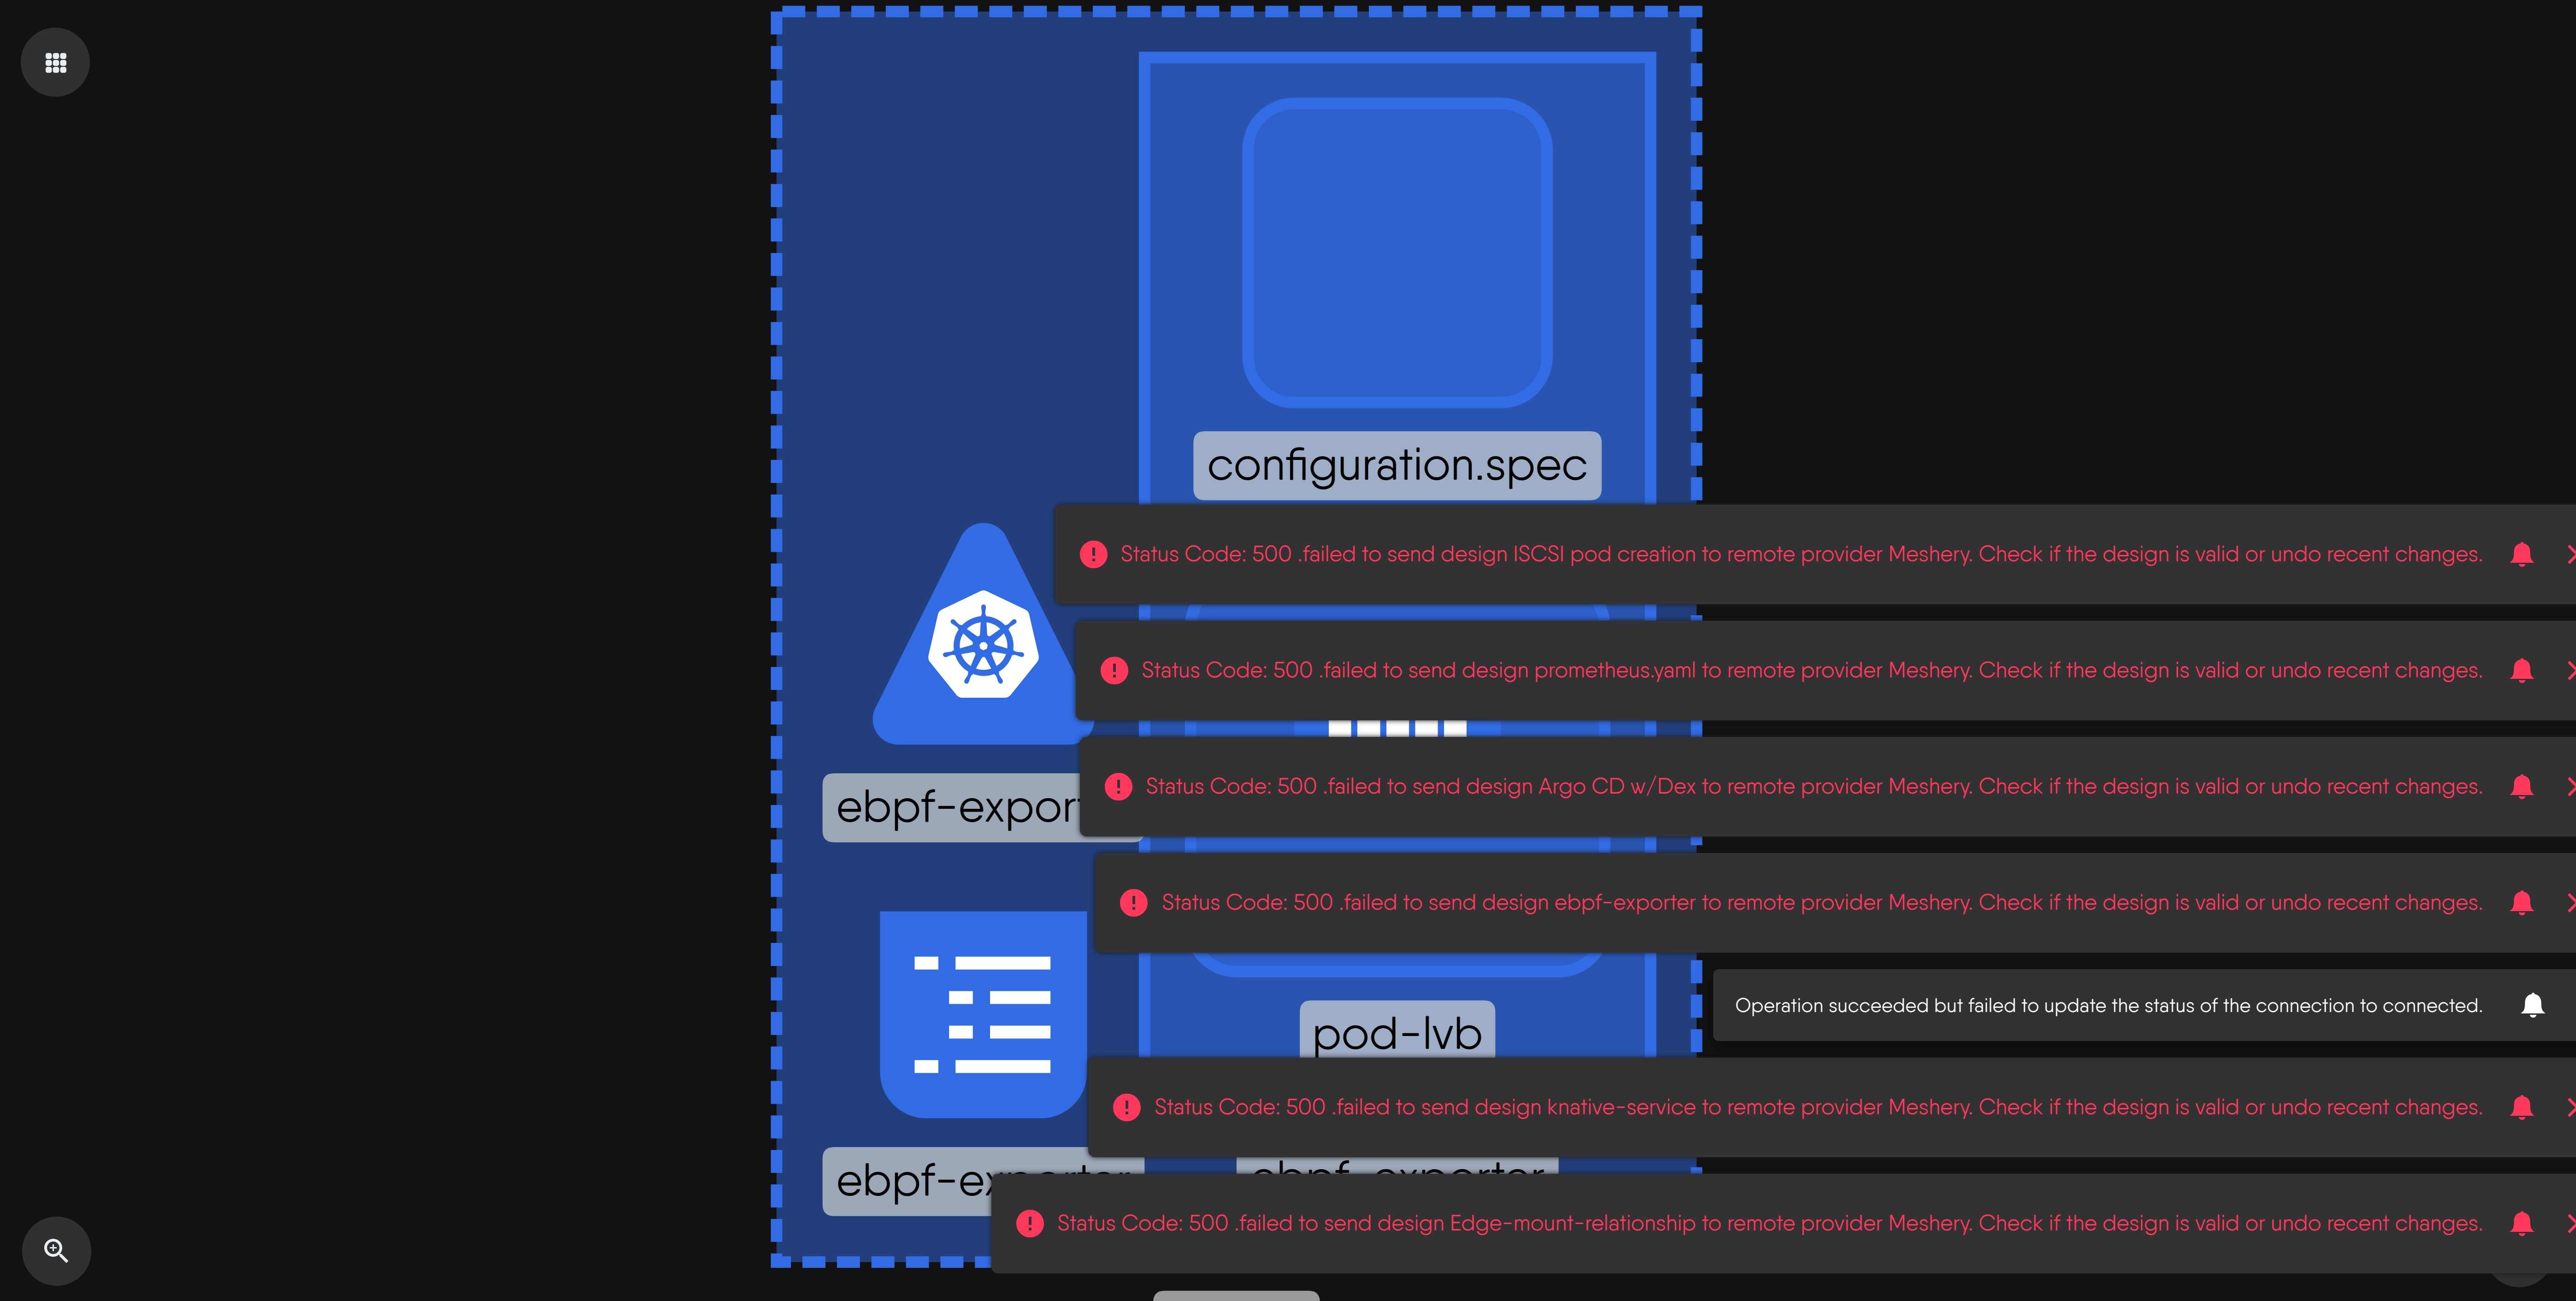 configuration.spec
Status Code: 500 .failed to send design ISCSI pod creation to remote provider Meshery. Check if the design is valid or undo recent changes.
Status Code: 500 .failed to send design prometheus.yaml to remote provider Meshery. Check if the design is valid or undo recent changes.
Status Code: 500 .failed to send design Argo CD w/Dex to remote provider Meshery. Check if the design is valid or undo recent changes.
ebpf-export
Status Code: 500 .failed to send design ebpf-exporter to remote provider Meshery. Check if the design is valid or undo recent changes.
Operation succeeded but failed to update the status of the connection to connected.
pod-lvb
Status Code: 500 .failed to send design knative-service to remote provider Meshery. Check if the design is valid or undo recent changes.
ebpf-exporter
ebpf-exporter
Status Code: 500 .failed to send design Edge-mount-relationship to remote provider Meshery. Check if the design is valid or undo recent changes.